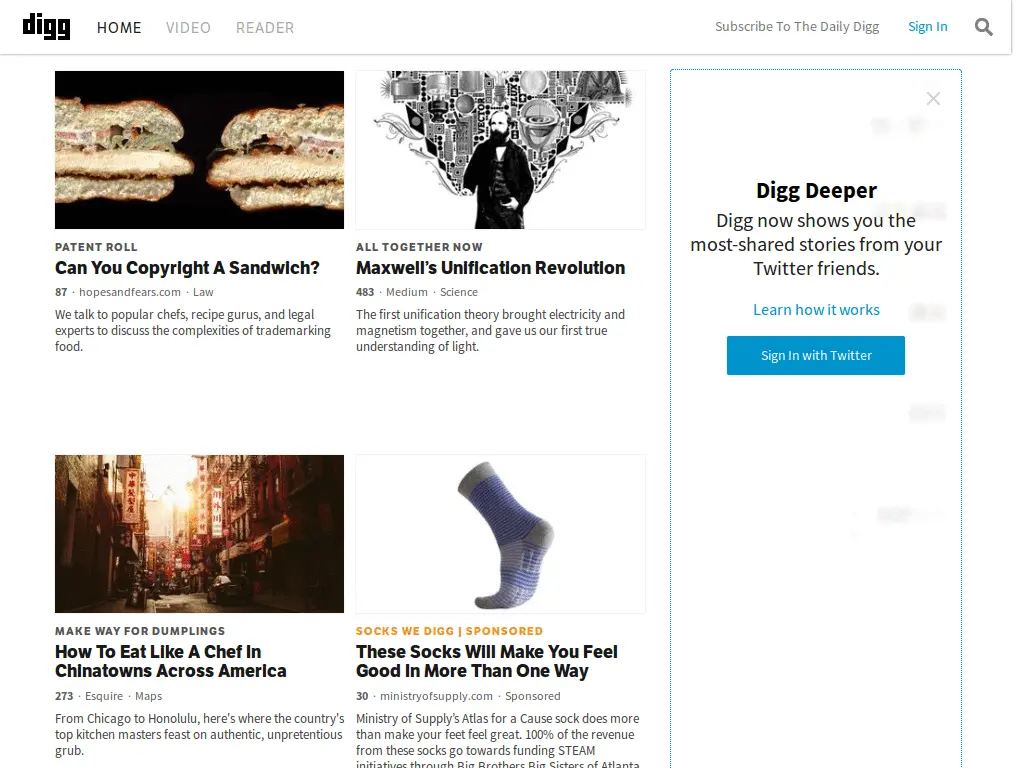 digg HOME VIDEO READER Subscribe To The Daily Digg Sign In
PATENT ROLL
Can You Copyright A Sandwich?
87 · hopesandfears.com · Law
We talk to popular chefs, recipe gurus, and legal
experts to discuss the complexities of trademarking
food.
ALL TOGETHER NOW
Maxwell's Unification Revolution
483 · Medium · Science
The first unification theory brought electricity and
magnetism together, and gave us our first true
understanding of light.
Digg Deeper
Digg now shows you the
most-shared stories from your
Twitter friends.
Learn how it works
Sign In with Twitter
MAKE WAY FOR DUMPLINGS
How To Eat Like A Chef In
Chinatowns Across America
273 · Esquire · Maps
From Chicago to Honolulu, here's where the country's
top kitchen masters feast on authentic, unpretentious
grub.
SOCKS WE DIGG | SPONSORED
These Socks Will Make You Feel
Good In More Than One Way
30 · ministryofsupply.com · Sponsored
Ministry of Supply's Atlas for a Cause sock does more
than make your feet feel great. 100% of the revenue
from these socks go towards funding STEAM
initiatives through Big Brothers Big Sisters of Atlanta